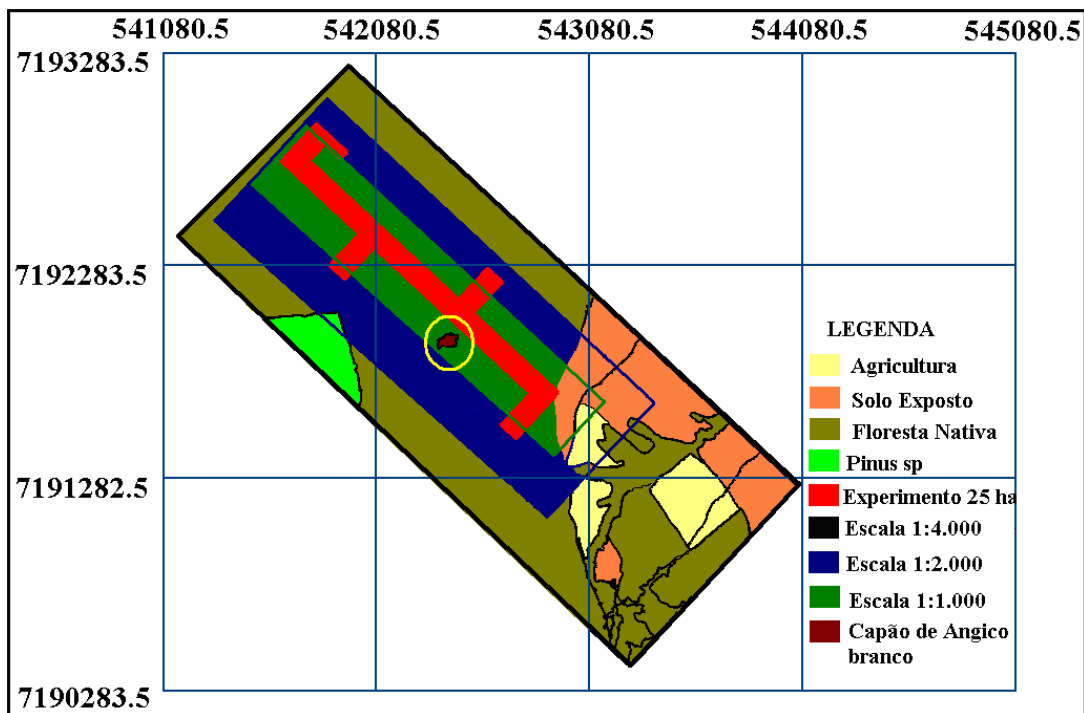 541080.5 542080.5 543080.5 544080.5 545080.5
7193283.5
7192283.5
7191282.5
7190283.5
LEGENDA
Agricultura
Solo Exposto
Floresta Nativa
Pinus sp
Experimento 25 ha
Escala 1:4.000
Escala 1:2.000
Escala 1:1.000
Capão de Angico
branco